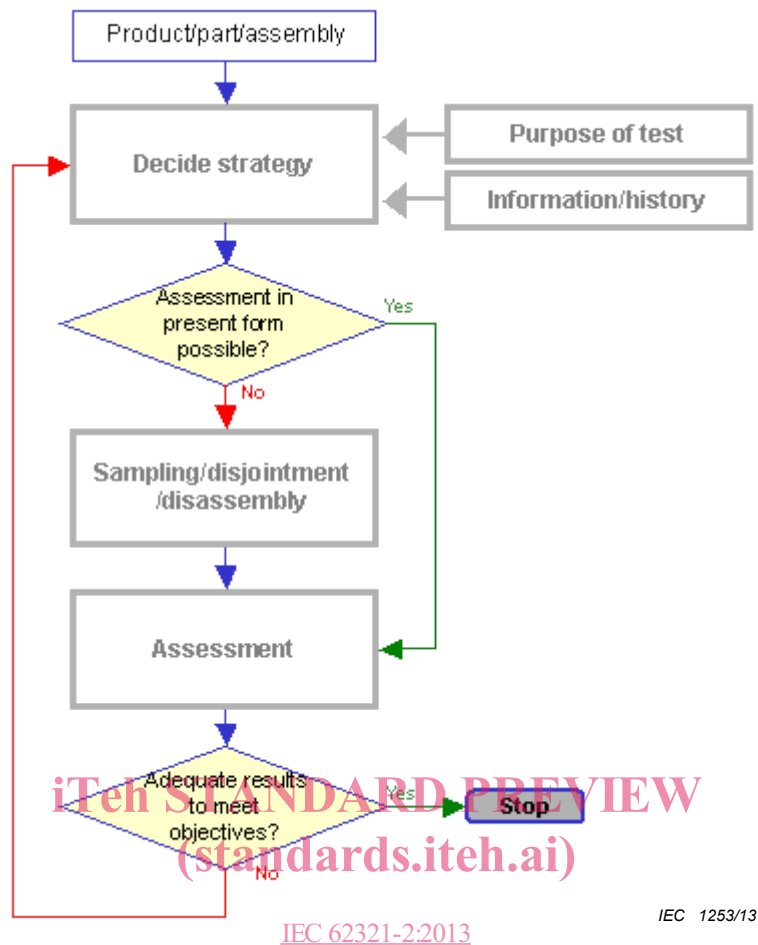 Product/part/assembly
Decide strategy
Purpose of test
Information/history
Assessment in
present form
possible?
Yes
No
Sampling/disjointment
/disassembly
Assessment
Adequate results
to meet
objectives?
Yes
Stop
No
iTeh STANDARD PREVIEW
(standards.iteh.ai)
IEC 1253/13
IEC 62321-2:2013